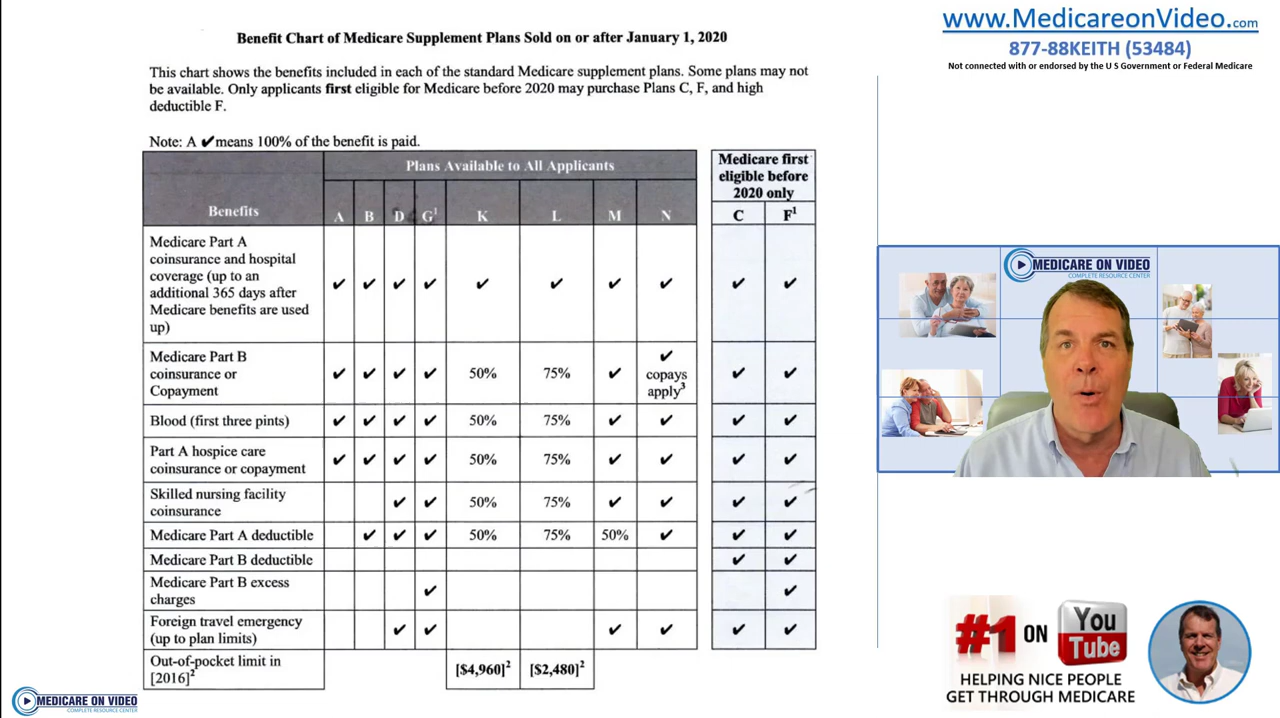 Benefit Chart of Medicare Supplement Plans Sold on or after January 1, 2020
This chart shows the benefits included in each of the standard Medicare supplement plans. Some plans may not
be available. Only applicants first eligible for Medicare before 2020 may purchase Plans C, F, and high
deductible F.
Note: A ✔ means 100% of the benefit is paid.
Benefits
Plans Available to All Applicants
Medicare first
eligible before
2020 only
A B D G¹ K L M N C F¹
Medicare Part A
coinsurance and hospital
coverage (up to an
additional 365 days after
Medicare benefits are used
up)
✔ ✔ ✔ ✔ ✔ ✔ ✔ ✔ ✔ ✔
Medicare Part B
coinsurance or
Copayment
✔ ✔ ✔ ✔ 50% 75% ✔ ✔
copays
apply³
✔ ✔
Blood (first three pints) ✔ ✔ ✔ ✔ 50% 75% ✔ ✔ ✔ ✔
Part A hospice care
coinsurance or copayment
✔ ✔ ✔ ✔ 50% 75% ✔ ✔ ✔ ✔
Skilled nursing facility
coinsurance
✔ ✔ 50% 75% ✔ ✔ ✔ ✔
Medicare Part A deductible ✔ ✔ ✔ 50% 75% 50% ✔ ✔ ✔
Medicare Part B deductible ✔ ✔
Medicare Part B excess
charges
✔ ✔
Foreign travel emergency
(up to plan limits)
✔ ✔ ✔ ✔ ✔ ✔
Out-of-pocket limit in
[2016]²
[$4,960]² [$2,480]²
MEDICARE ON VIDEO
COMPLETE RESOURCE CENTER
www.MedicareonVideo.com
877-88KEITH (53484)
Not connected with or endorsed by the U S Government or Federal Medicare
MEDICARE ON VIDEO
COMPLETE RESOURCE CENTER
#1 ON You
Tube
HELPING NICE PEOPLE
GET THROUGH MEDICARE